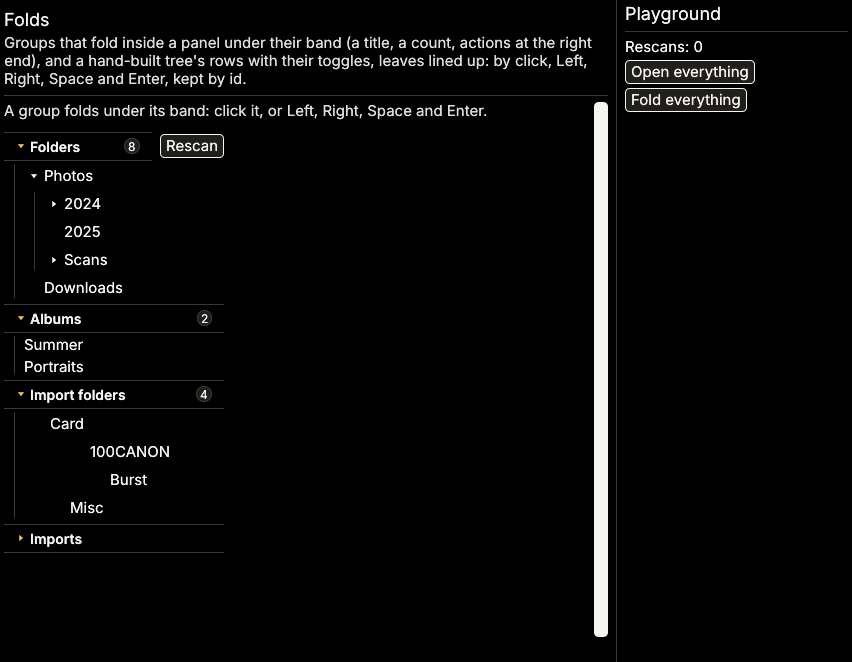 Folds
Groups that fold inside a panel under their band (a title, a count, actions at the right
end), and a hand-built tree's rows with their toggles, leaves lined up: by click, Left,
Right, Space and Enter, kept by id.
A group folds under its band: click it, or Left, Right, Space and Enter.
Folders 8 Rescan
Photos
2024
2025
Scans
Downloads
Albums 2
Summer
Portraits
Import folders 4
Card
100CANON
Burst
Misc
Imports
Playground
Rescans: 0
Open everything
Fold everything